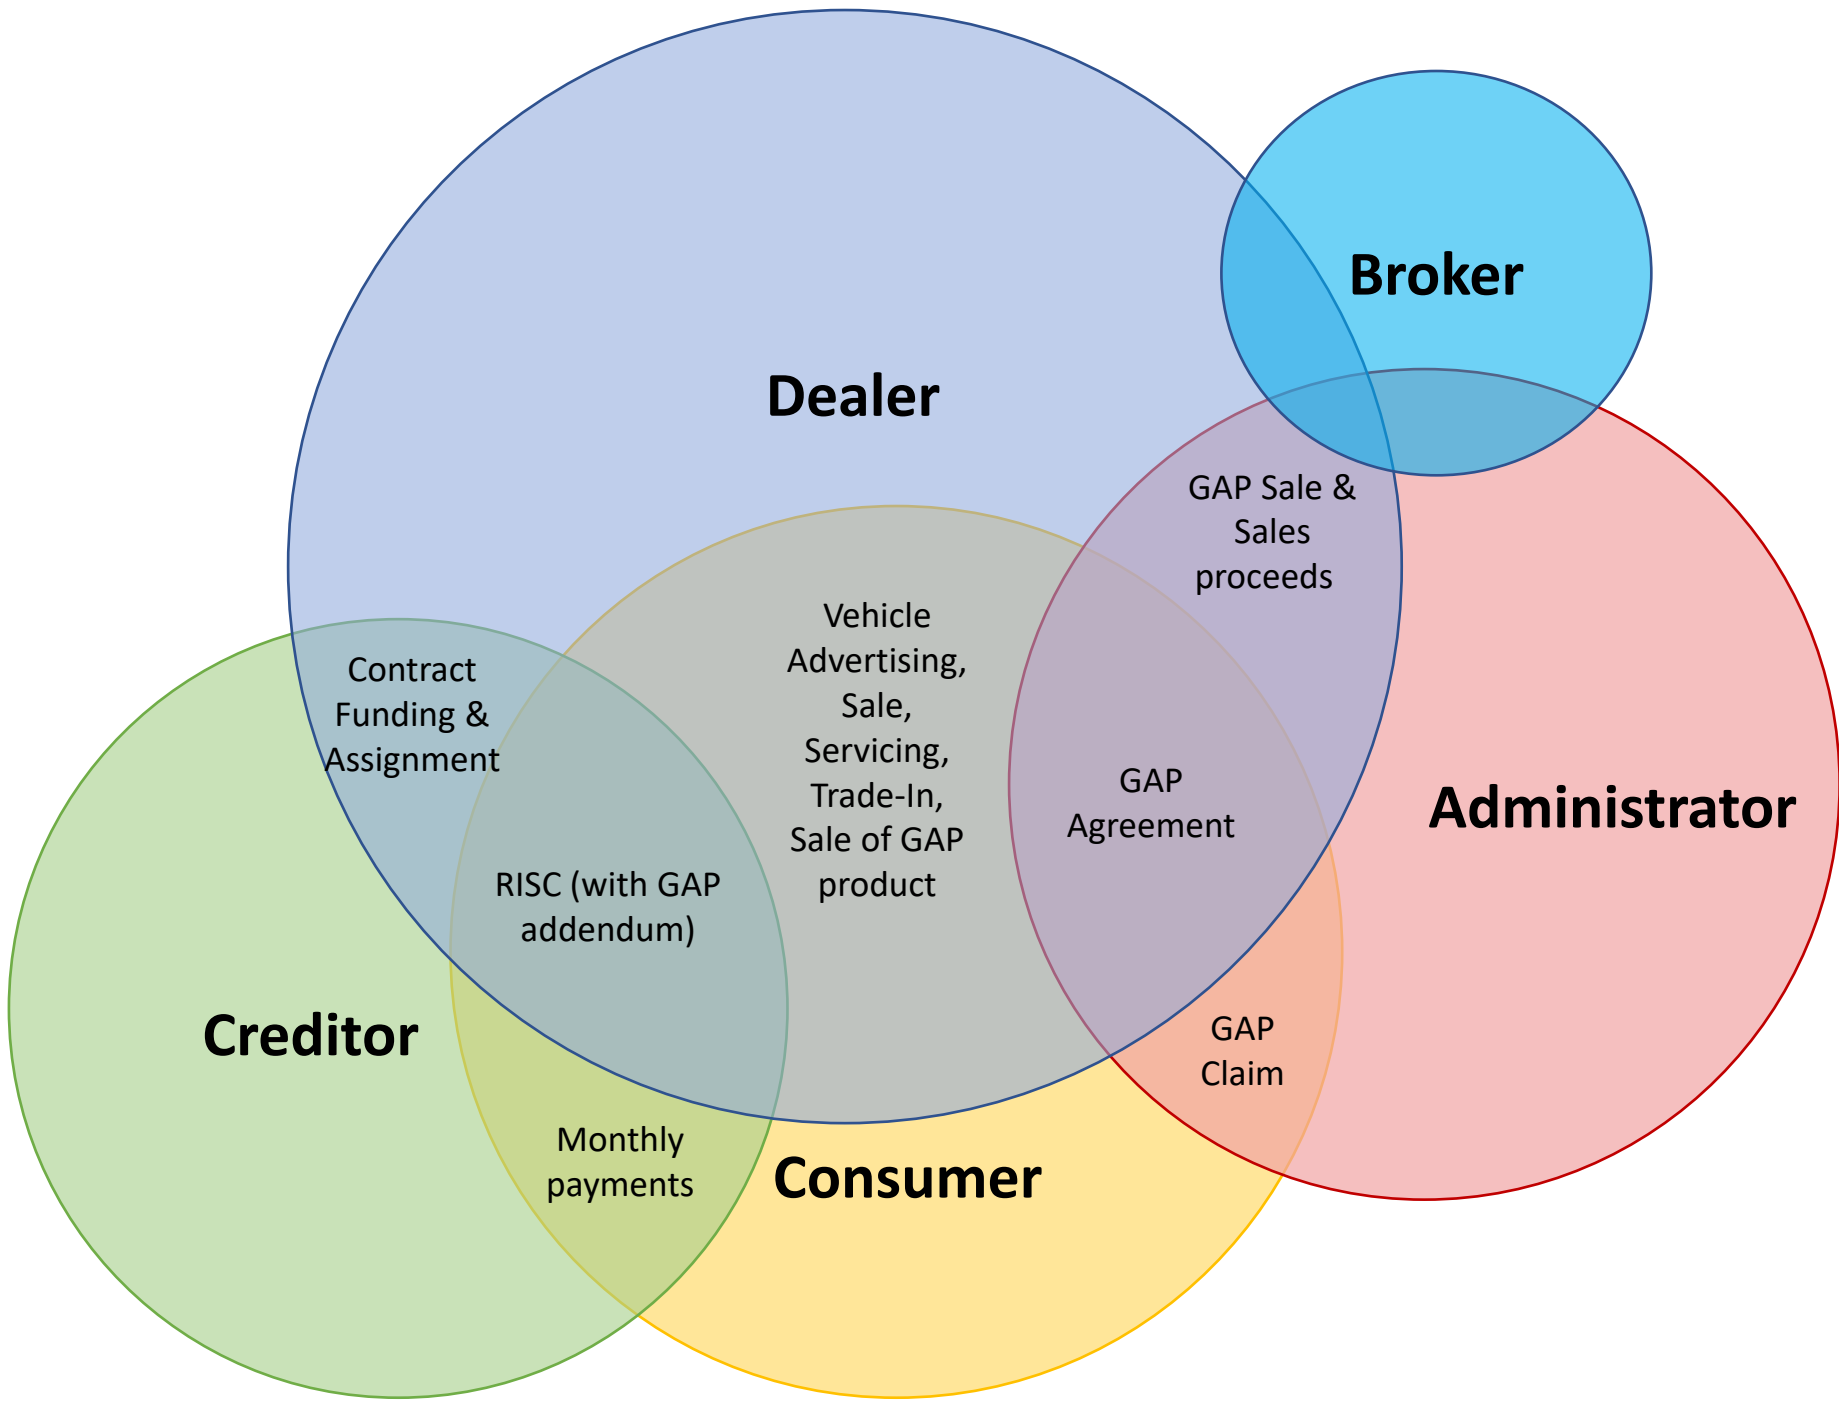 Broker
Dealer
GAP Sale &
Sales
proceeds
Vehicle
Advertising,
Sale,
Servicing,
Trade-In,
Sale of GAP
product
Contract
Funding &
Assignment
GAP
Agreement
Administrator
RISC (with GAP
addendum)
Creditor
GAP
Claim
Monthly
payments
Consumer